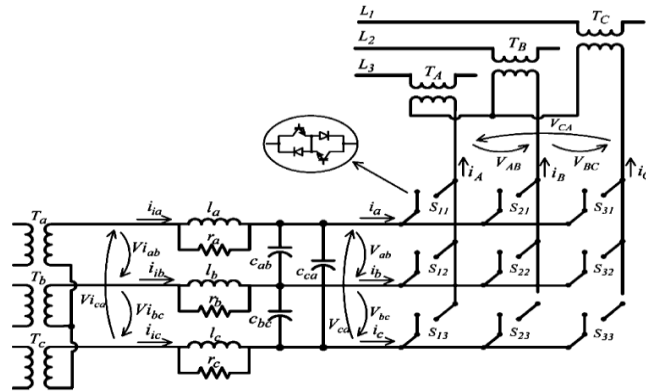 L1
TC
L2
TB
L3
TA
VCA
VAB
VBC
iA
iB
iC
Ta
iia
la
ra
ia
S11
S21
S31
Viab
cab
cca
Vab
Tb
iib
lb
rb
ib
S12
S22
S32
Vica
Vibc
cbc
Vca
Vbc
Tc
iic
lc
rc
ic
S13
S23
S33